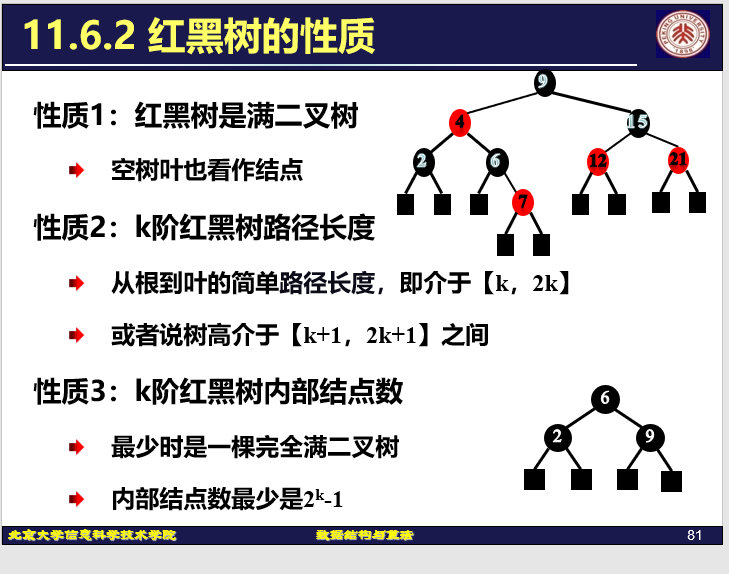 11.6.2 红黑树的性质
性质1：红黑树是满二叉树
空树叶也看作结点
性质2：k阶红黑树路径长度
从根到叶的简单路径长度，即介于【k，2k】
或者说树高介于【k+1，2k+1】之间
性质3：k阶红黑树内部结点数
最少时是一棵完全满二叉树
内部结点数最少是2ᵏ-1
9
4
15
2
6
12
21
7
6
2
9
北京大学信息科学技术学院
数据结构与算法
81